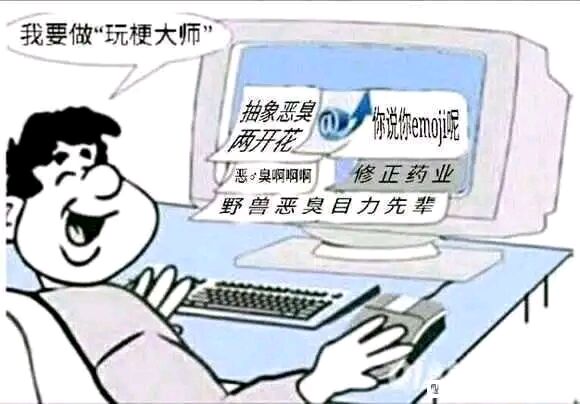 我要做“玩梗大师”
抽象恶臭
两开花
@
你说你emoji呢
恶♂臭啊啊啊
修正药业
野兽恶臭目力先辈